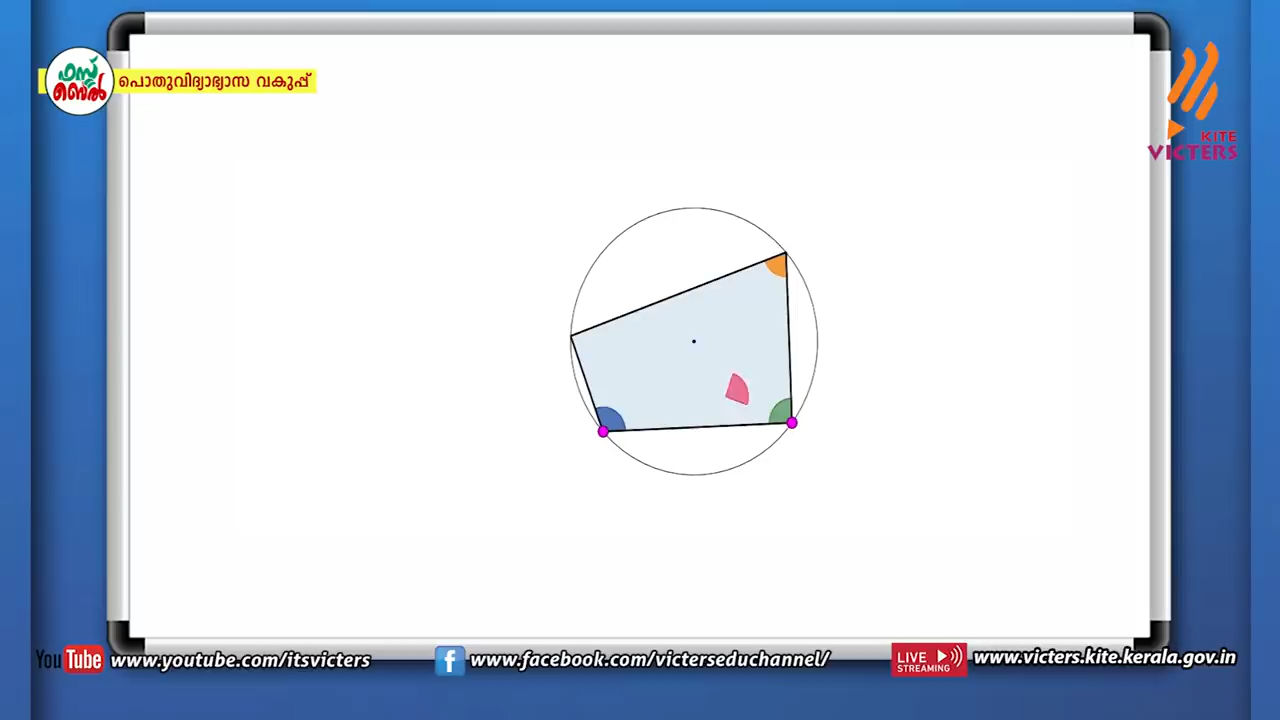 ഫസ്റ്റ്
ബെൽ
പൊതുവിദ്യാഭ്യാസ വകുപ്പ്
KITE
VICTERS
YouTube www.youtube.com/itsvicters
f www.facebook.com/victerseduchannel/
LIVE
STREAMING
www.victers.kite.kerala.gov.in